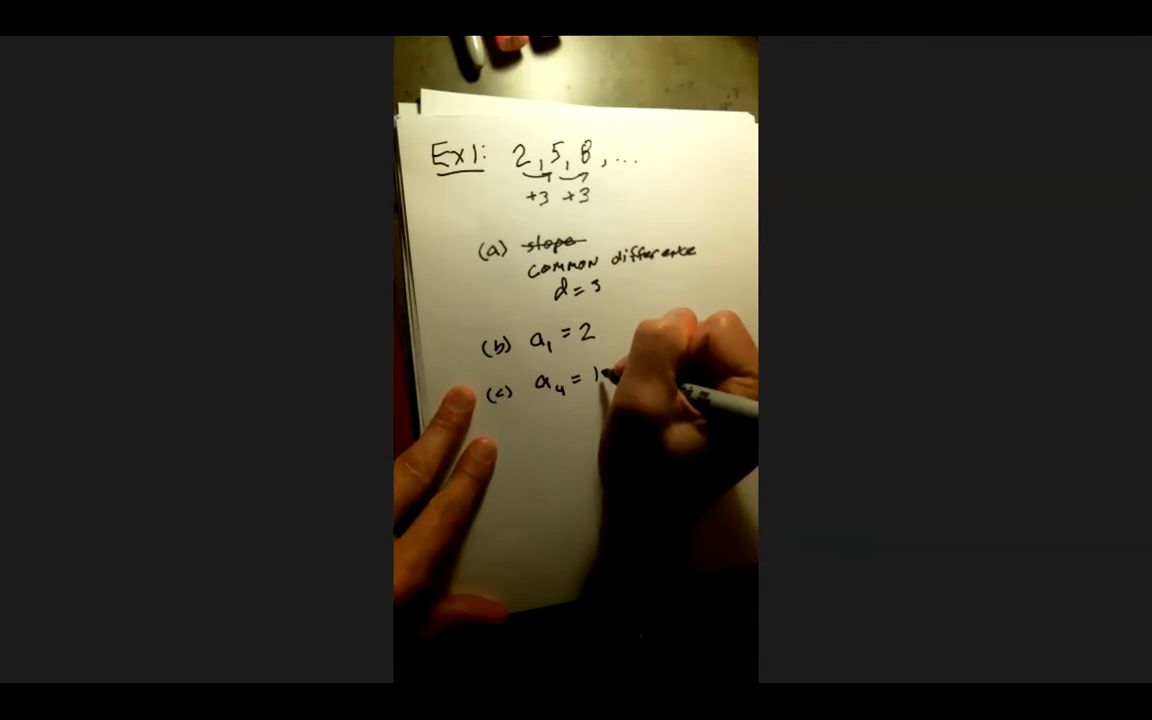 Ex1: 2, 5, 8, ...
+3 +3
(a) slope
common difference
d = 3
(b) a₁ = 2
(c) a₄ = 1